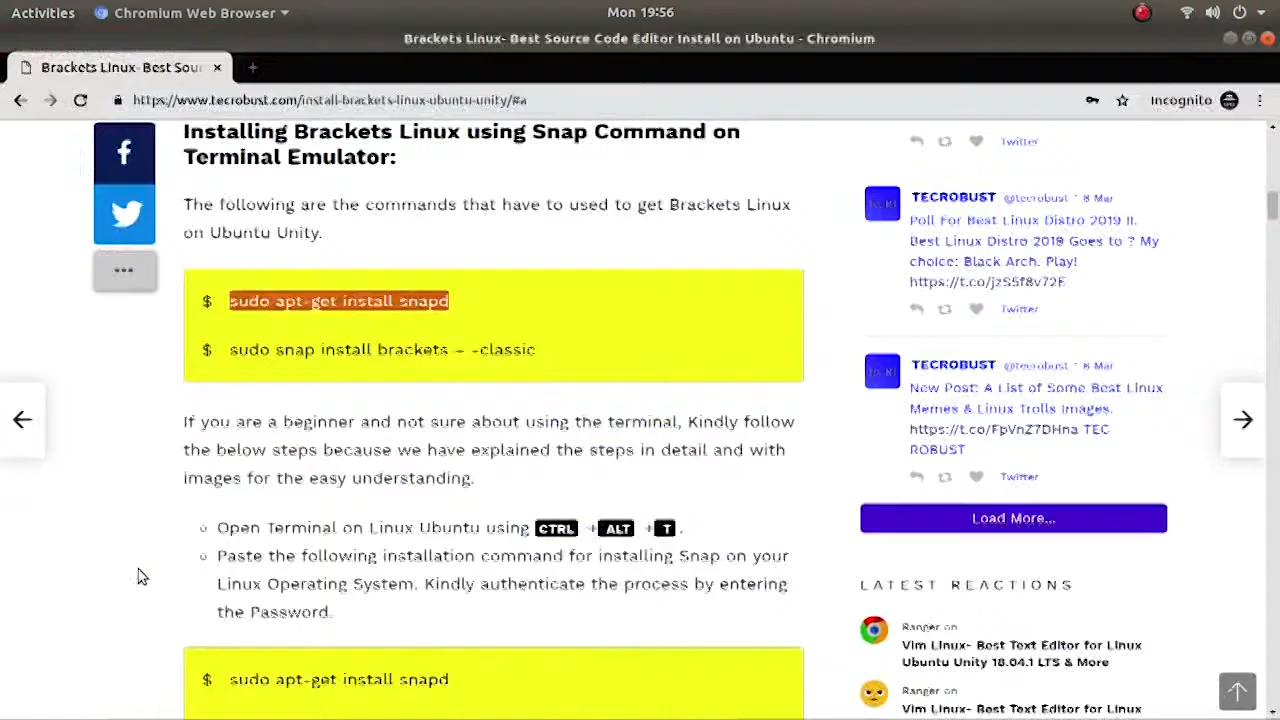 Activities
Chromium Web Browser
Mon 19:56
Brackets Linux- Best Source Code Editor Install on Ubuntu - Chromium
Brackets Linux- Best Sour
https://www.tecrobust.com/install-brackets-linux-ubuntu-unity/#a
Incognito
Installing Brackets Linux using Snap Command on
Terminal Emulator:
The following are the commands that have to used to get Brackets Linux
on Ubuntu Unity.
$ sudo apt-get install snapd
$ sudo snap install brackets - -classic
If you are a beginner and not sure about using the terminal, Kindly follow
the below steps because we have explained the steps in detail and with
images for the easy understanding.
Open Terminal on Linux Ubuntu using CTRL + ALT + T .
Paste the following installation command for installing Snap on your
Linux Operating System. Kindly authenticate the process by entering
the Password.
$ sudo apt-get install snapd
Twitter
TECROBUST @tecrobust
Poll For Best Linux Distro 2019 II.
Best Linux Distro 2019 Goes to ? My
choice: Black Arch. Play!
https://t.co/jzS5f8v72E
Twitter
TECROBUST @tecrobust
New Post: A List of Some Best Linux
Memes & Linux Trolls Images.
https://t.co/FpVnZ7DHna TEC
ROBUST
Twitter
Load More...
LATEST REACTIONS
Ranger on
Vim Linux- Best Text Editor for Linux
Ubuntu Unity 18.04.1 LTS & More
Ranger on
Vim Linux- Best Text Editor for Linux